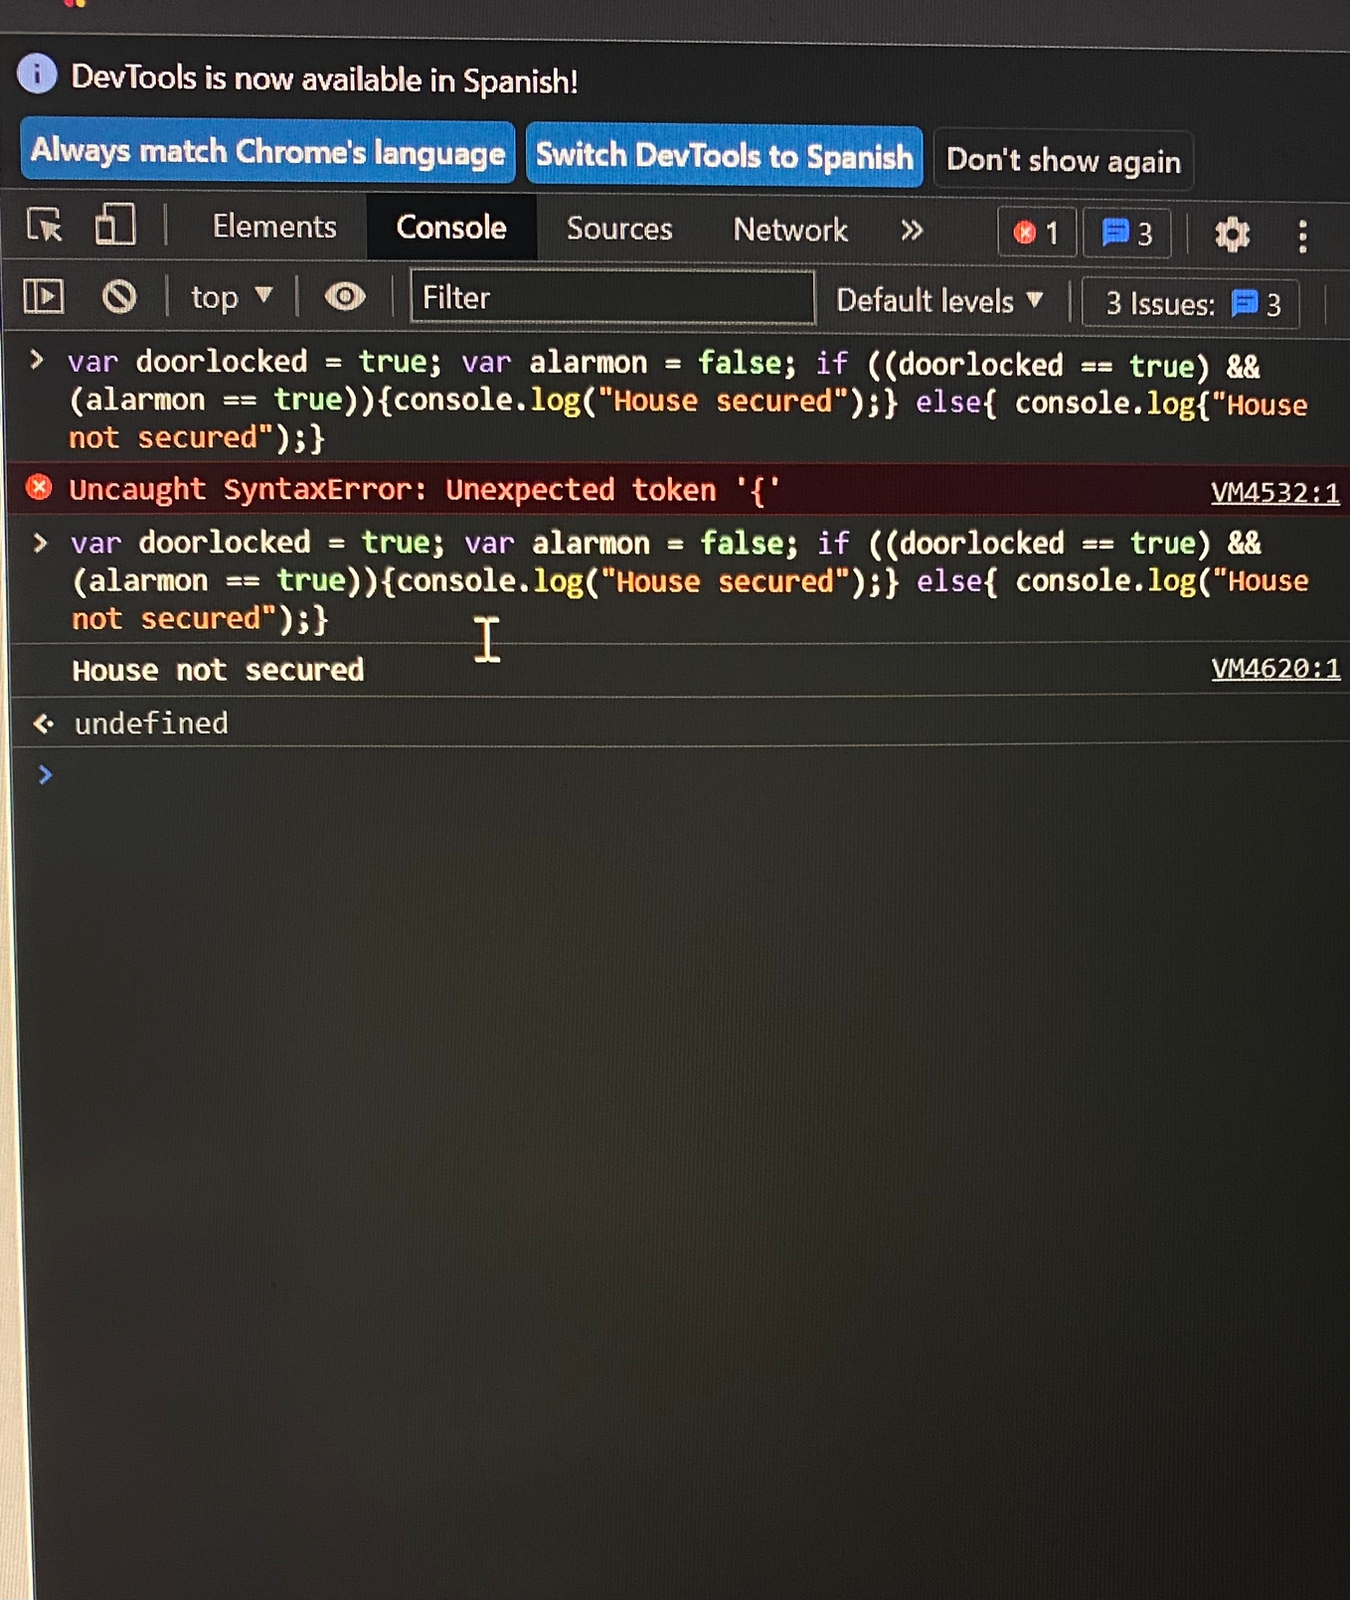 DevTools is now available in Spanish!
Always match Chrome's language Switch DevTools to Spanish Don't show again
Elements Console Sources Network » 1 3
top ▼ Filter Default levels ▼ 3 Issues: 3
> var doorlocked = true; var alarmon = false; if ((doorlocked == true) &&
(alarmon == true)){console.log("House secured");} else{ console.log{"House
not secured");}
Uncaught SyntaxError: Unexpected token '{' VM4532:1
> var doorlocked = true; var alarmon = false; if ((doorlocked == true) &&
(alarmon == true)){console.log("House secured");} else{ console.log("House
not secured");}
House not secured VM4620:1
undefined
>